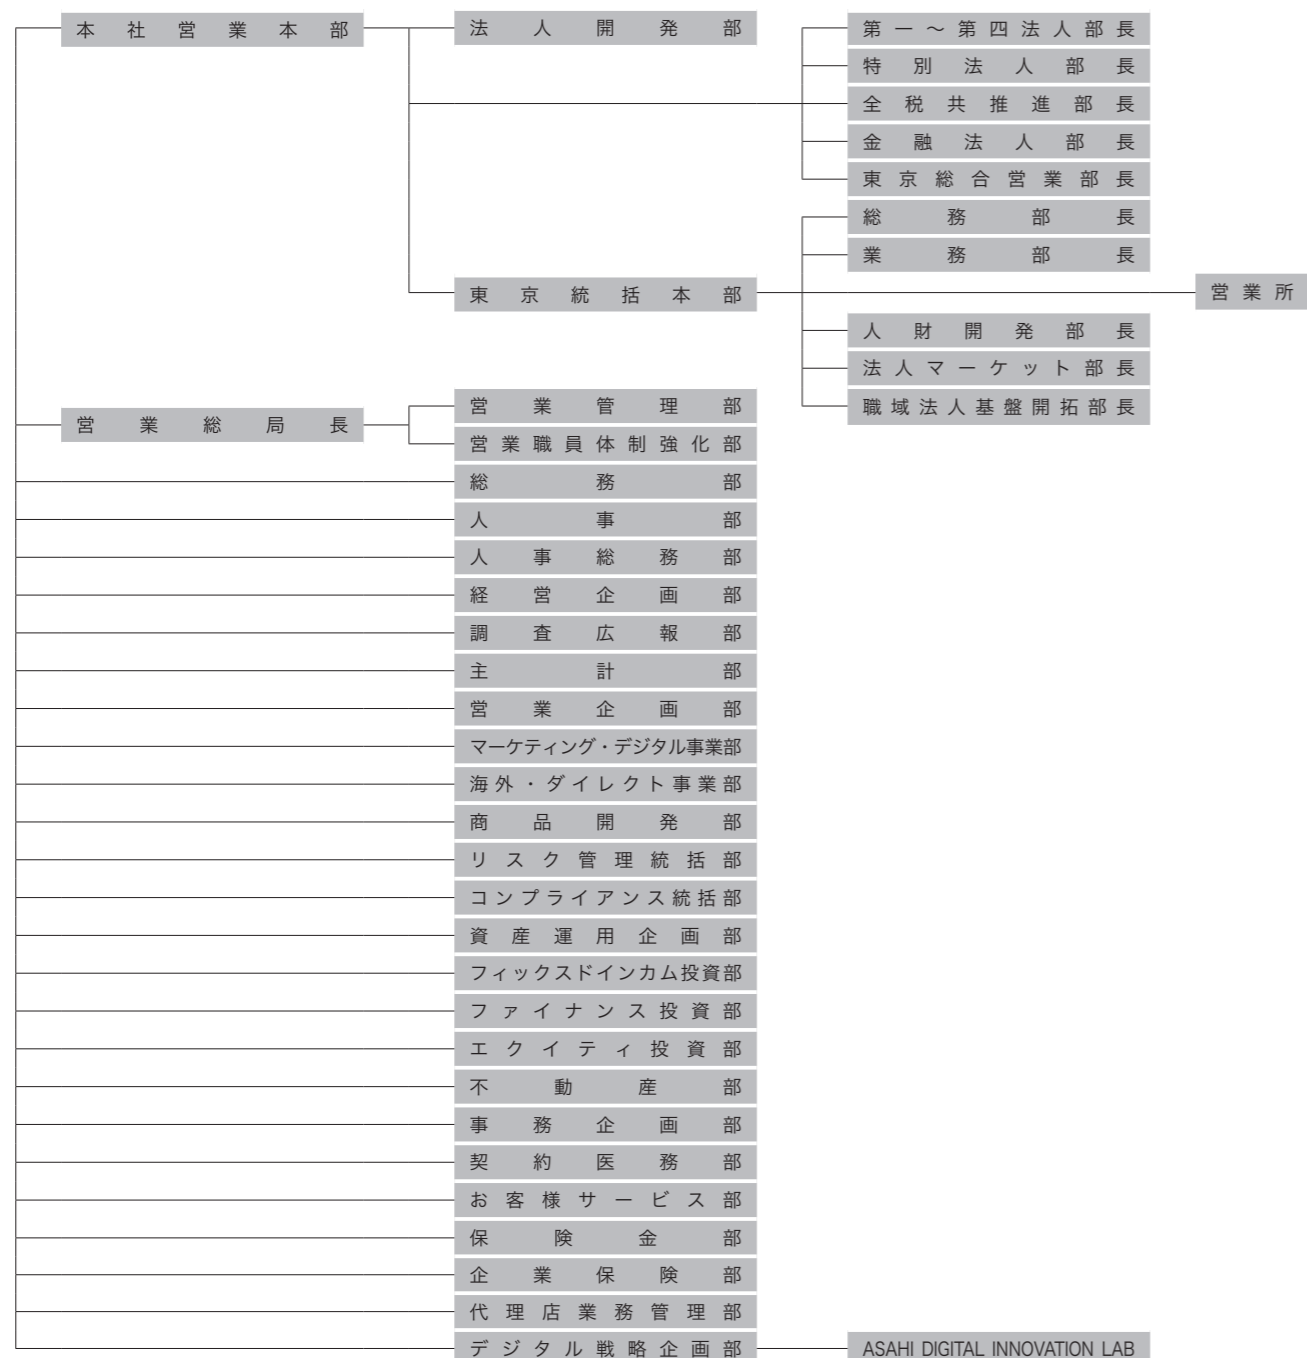 本社営業本部
法人開発部
第一～第四法人部長
特別法人部長
全税共推進部長
金融法人部長
東京総合営業部長
東京統括本部
総務部長
業務部長
営業所
人財開発部長
法人マーケット部長
職域法人基盤開拓部長
営業総局長
営業管理部
営業職員体制強化部
総務部
人事部
人事総務部
経営企画部
調査広報部
主計部
営業企画部
マーケティング・デジタル事業部
海外・ダイレクト事業部
商品開発部
リスク管理統括部
コンプライアンス統括部
資産運用企画部
フィックスドインカム投資部
ファイナンス投資部
エクイティ投資部
不動産部
事務企画部
契約医務部
お客様サービス部
保険金部
企業保険部
代理店業務管理部
デジタル戦略企画部
ASAHI DIGITAL INNOVATION LAB